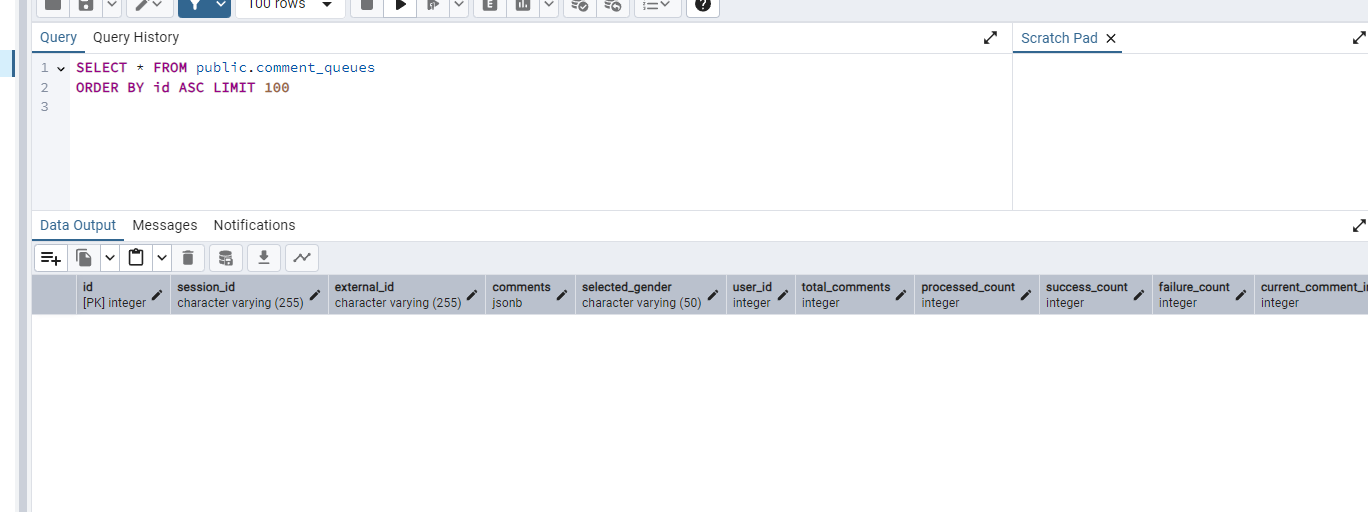 100 rows
E
Query
Query History
Scratch Pad
1 SELECT * FROM public.comment_queues
2 ORDER BY id ASC LIMIT 100
3
Data Output
Messages
Notifications
id
[PK] integer
session_id
character varying (255)
external_id
character varying (255)
comments
jsonb
selected_gender
character varying (50)
user_id
integer
total_comments
integer
processed_count
integer
success_count
integer
failure_count
integer
current_comment_i
integer